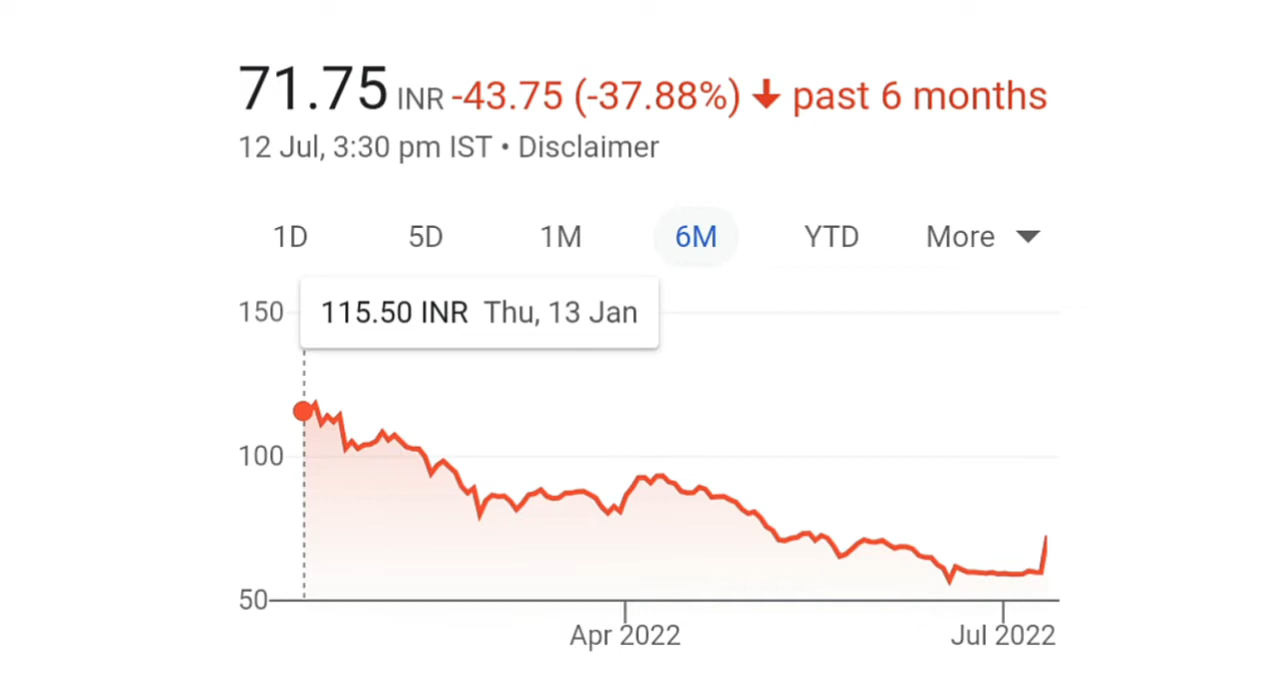 71.75 INR -43.75 (-37.88%) ↓ past 6 months
12 Jul, 3:30 pm IST • Disclaimer
1D 5D 1M 6M YTD More
150
115.50 INR Thu, 13 Jan
100
50
Apr 2022 Jul 2022